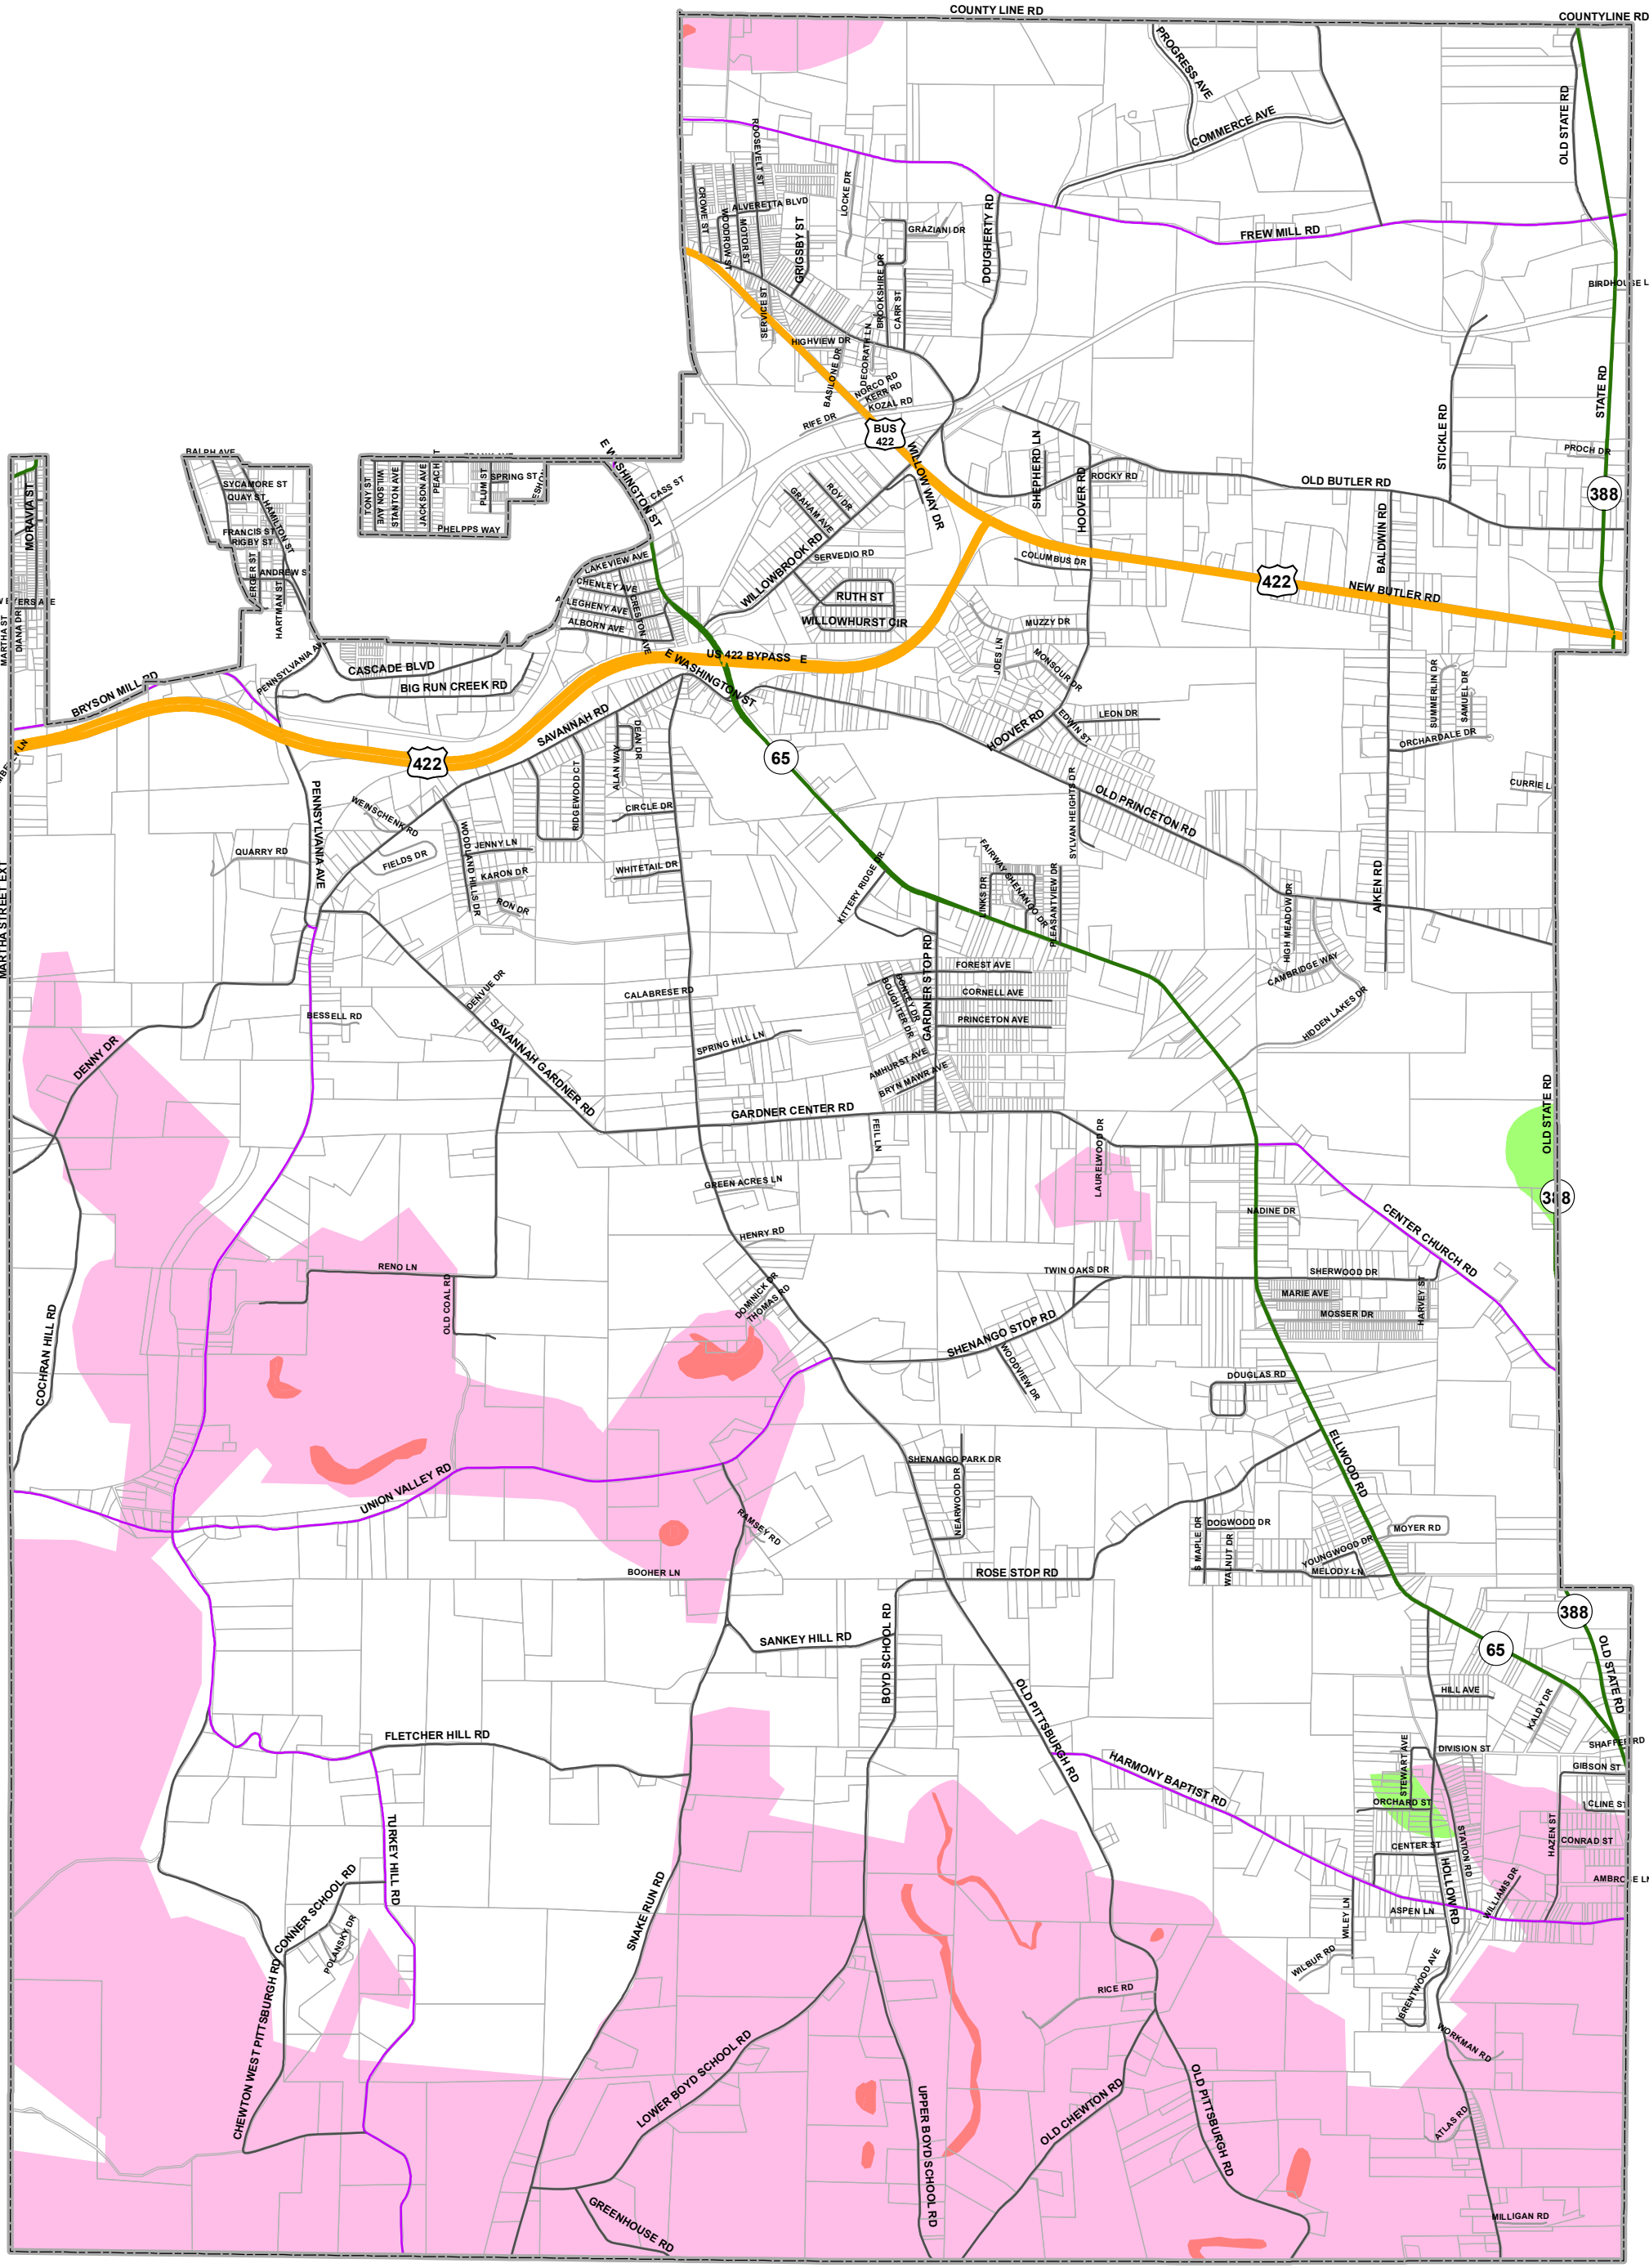 COUNTY LINE RD
COUNTYLINE RD
PROGRESS AVE
COMMERCE AVE
OLD STATE RD
ROOSEVELT ST
LOCKE DR
CROWE ST
WOODROW ST
MOTOR ST
ALVERETTA BLVD
GRIGSBY ST
GRAZIANI DR
DOUGHERTY RD
FREW MILL RD
BROOKSHIRE DR
CARR ST
SERVICE ST
HIGHVIEW DR
BASILONE DR
DECORATH LN
NORCO RD
KERR RD
KOZAL RD
RIFE DR
BUS
422
STATE RD
STICKLE RD
PROCH DR
388
RALPH AVE
SYCAMORE ST
QUAY ST
HAMILTON ST
FRANCIS ST
RIGBY ST
HARTMAN ST
MORAVIA ST
MARTHA ST
DIANA DR
TONY ST
WILSON AVE
STANTON AVE
JACKSON AVE
PLUM ST
SPRING ST
PHELPPS WAY
E WASHINGTON ST
CASS ST
WILLOW WAY DR
SHEPHERD LN
HOOVER RD
ROCKY RD
OLD BUTLER RD
BALDWIN RD
GRAHAM AVE
ROY DR
WILLOWBROOK RD
SERVEDIO RD
COLUMBUS DR
422
NEW BUTLER RD
LAKEVIEW AVE
CHENLEY AVE
ALLEGHENY AVE
ALBORN AVE
CRESTON AVE
RUTH ST
WILLOWHURST CIR
MUZZY DR
JOES LN
MONSOUR DR
US 422 BYPASS E
E WASHINGTON ST
PENNSYLVANIA AVE
CASCADE BLVD
BIG RUN CREEK RD
BRYSON MILL RD
SAVANNAH RD
DEAN DR
ALAN WAY
RIDGEWOOD CT
CIRCLE DR
422
65
HOOVER RD
EDWIN ST
LEON DR
SUMMERLIN DR
SAMUEL DR
ORCHARDALE DR
OLD PRINCETON RD
SYLVAN HEIGHTS DR
PENNSYLVANIA AVE
WEINSCHENK RD
QUARRY RD
FIELDS DR
WOODLAND HILLS DR
JENNY LN
KARON DR
RON DR
WHITETAIL DR
KITTERY RIDGE DR
LINKS DR
FAIRWAY SHENANGO DR
PLEASANTVIEW DR
HIGH MEADOW DR
AIKEN RD
CAMBRIDGE WAY
HIDDEN LAKES DR
MARTHA STREET EXT
GARDNER STOP RD
FOREST AVE
CORNELL AVE
PRINCETON AVE
BOUGHTER DR
AMHURST AVE
BRYN MAWR AVE
DENVUE DR
CALABRESE RD
BESSELL RD
SAVANNAH GARDNER RD
SPRING HILL LN
DENNY DR
GARDNER CENTER RD
FEIL LN
LAURELWOOD DR
GREEN ACRES LN
OLD STATE RD
388
NADINE DR
CENTER CHURCH RD
HENRY RD
RENO LN
OLD COAL RD
DOMINICK DR
THOMAS RD
TWIN OAKS DR
SHERWOOD DR
MARIE AVE
MOSSER DR
HARVEY ST
COCHRAN HILL RD
SHENANGO STOP RD
WOODVIEW DR
DOUGLAS RD
ELLWOOD RD
SHENANGO PARK DR
NEARWOOD DR
UNION VALLEY RD
RAMSEY RD
S MAPLE DR
DOGWOOD DR
WALNUT DR
MOYER RD
YOUNGWOOD DR
MELODY LN
BOOHER LN
ROSE STOP RD
BOYD SCHOOL RD
SANKEY HILL RD
388
65
OLD STATE RD
HILL AVE
KALDY DR
OLD PITTSBURGH RD
FLETCHER HILL RD
HARMONY BAPTIST RD
STEWART AVE
DIVISION ST
GIBSON ST
ORCHARD ST
CLINE ST
HAZEN ST
CENTER ST
STATION RD
CONRAD ST
TURKEY HILL RD
HOLLOW RD
WILLIAMS DR
ASPEN LN
WILEY LN
WILBUR RD
BRENTWOOD AVE
CONNER SCHOOL RD
POLANSKY DR
SNAKE RUN RD
RICE RD
WORKMAN RD
CHEWTON WEST PITTSBURGH RD
LOWER BOYD SCHOOL RD
UPPER BOYD SCHOOL RD
OLD CHEWTON RD
OLD PITTSBURGH RD
ATLAS RD
GREENHOUSE RD
MILLIGAN RD